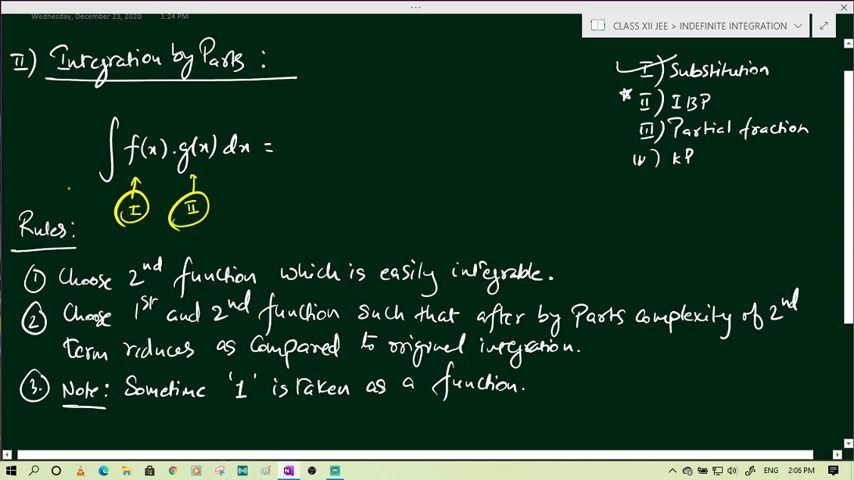 Wednesday, December 23, 2020 1:24 PM
CLASS XII JEE > INDEFINITE INTEGRATION
II) Integration by Parts :
I) Substitution
II) IBP
III) Partial fraction
IV) KP
∫ f(x) . g(x) dx =
I II
Rules:
① Choose 2nd function which is easily integrable.
② Choose 1st and 2nd function such that after by Parts complexity of 2nd
term reduces as compared to original integration.
③. Note: Sometime '1' is taken as a function.
ENG 2:06 PM